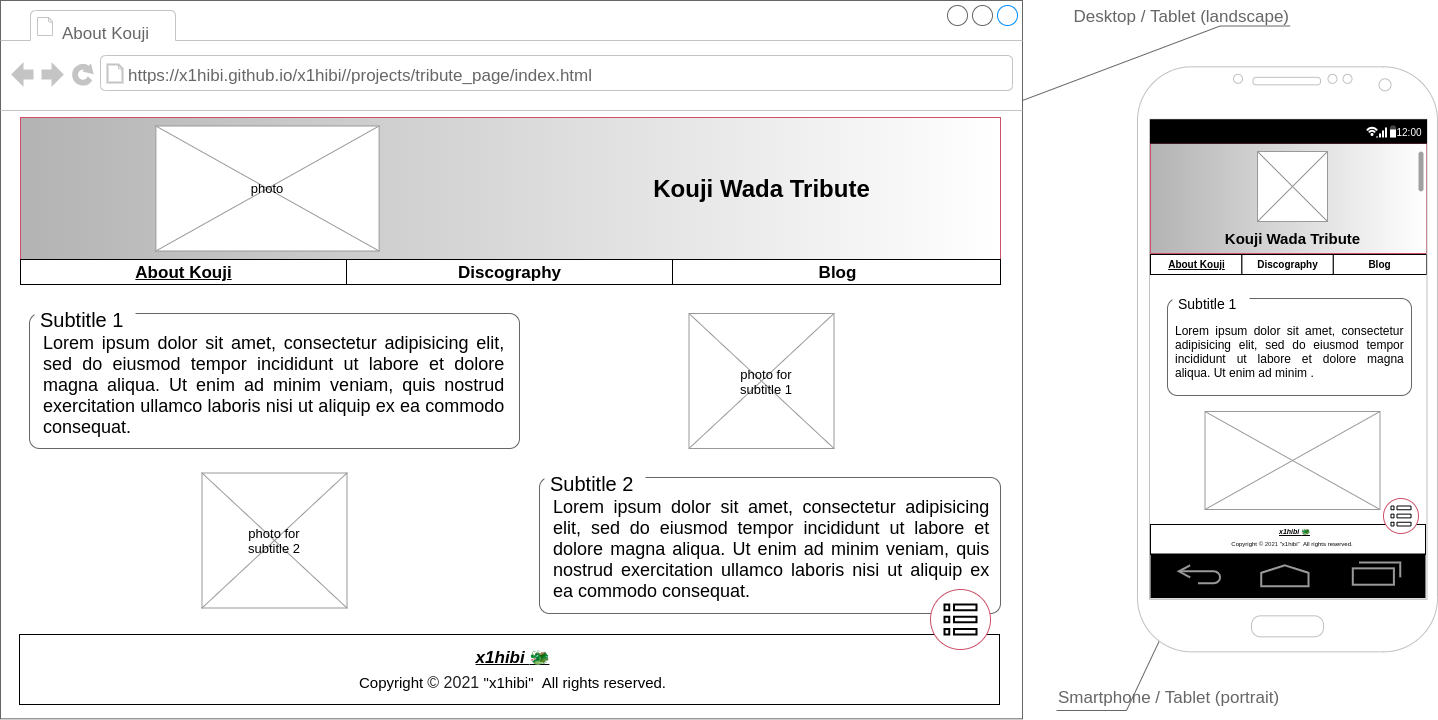 About Kouji
https://x1hibi.github.io/x1hibi//projects/tribute_page/index.html
photo
Kouji Wada Tribute
About Kouji
Discography
Blog
Subtitle 1
Lorem ipsum dolor sit amet, consectetur adipisicing elit,
sed do eiusmod tempor incididunt ut labore et dolore
magna aliqua. Ut enim ad minim veniam, quis nostrud
exercitation ullamco laboris nisi ut aliquip ex ea commodo
consequat.
photo for
subtitle 1
photo for
subtitle 2
Subtitle 2
Lorem ipsum dolor sit amet, consectetur adipisicing
elit, sed do eiusmod tempor incididunt ut labore et
dolore magna aliqua. Ut enim ad minim veniam, quis
nostrud exercitation ullamco laboris nisi ut aliquip ex
ea commodo consequat.
x1hibi 🐲
Copyright © 2021 "x1hibi"  All rights reserved.
Desktop / Tablet (landscape)
12:00
Kouji Wada Tribute
About Kouji
Discography
Blog
Subtitle 1
Lorem ipsum dolor sit amet, consectetur
adipisicing elit, sed do eiusmod tempor
incididunt ut labore et dolore magna
aliqua. Ut enim ad minim .
x1hibi 🐲
Copyright © 2021 "x1hibi"  All rights reserved.
Smartphone / Tablet (portrait)